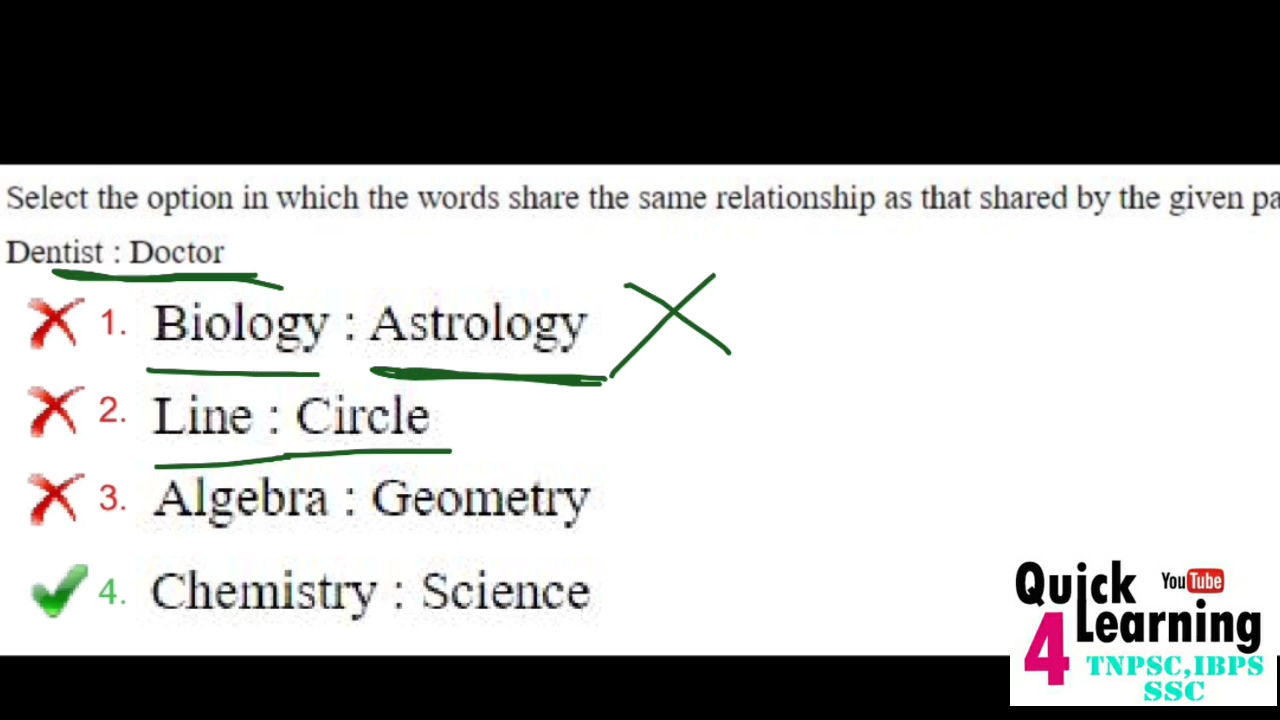 Select the option in which the words share the same relationship as that shared by the given pa
Dentist : Doctor
1. Biology : Astrology
2. Line : Circle
3. Algebra : Geometry
4. Chemistry : Science
Quick YouTube
4 Learning
TNPSC,IBPS
SSC